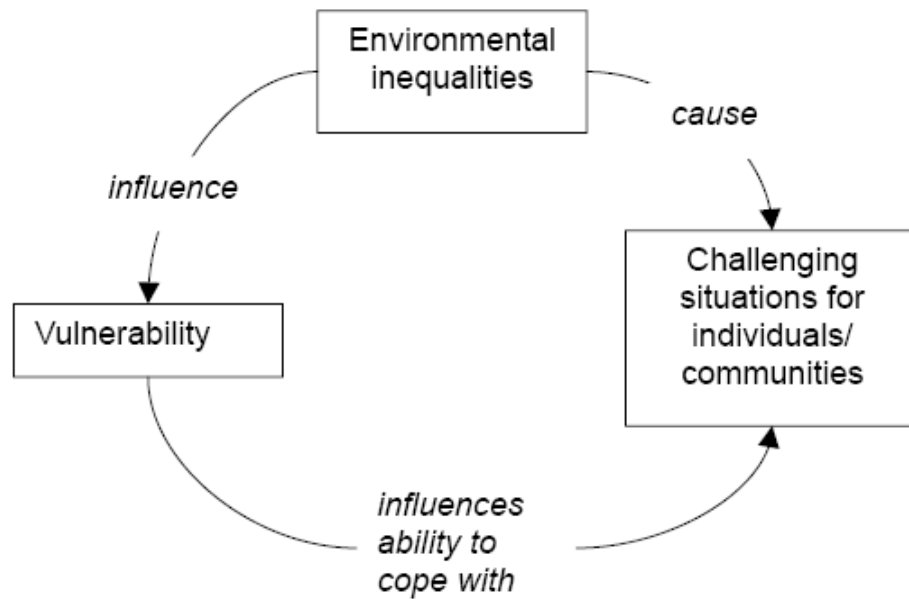 Environmental
inequalities
cause
influence
Challenging
situations for
individuals/
communities
Vulnerability
influences
ability to
cope with